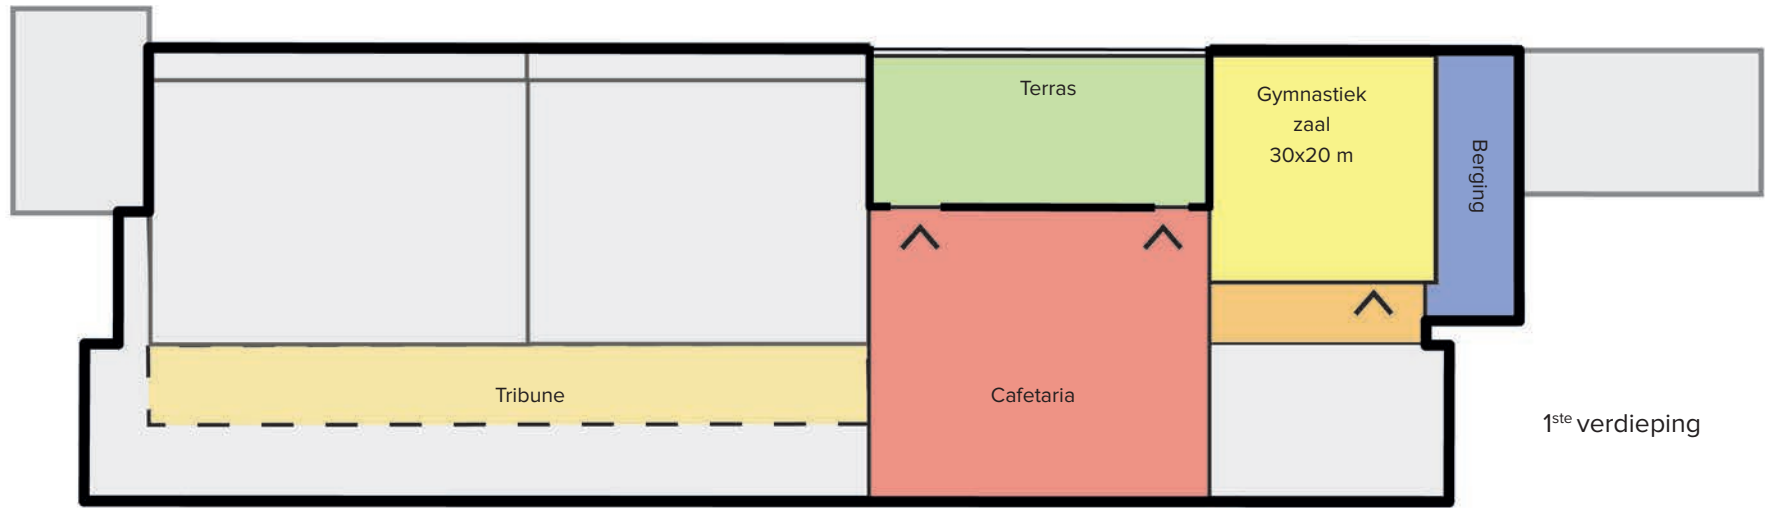 Terras
Gymnastiek
zaal
30x20 m
Berging
Tribune
Cafetaria
1ste verdieping